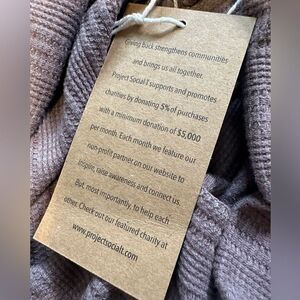 Giving back strengthens communities
and brings us all together.
Project Social T supports and promotes
charities by donating 5% of purchases
with a minimum donation of $5,000
per month. Each month we feature our
non-profit partner on our website to
inspire, raise awareness and connect us.
But, most importantly, to help each
other. Check out our featured charity at
www.projectsocialt.com